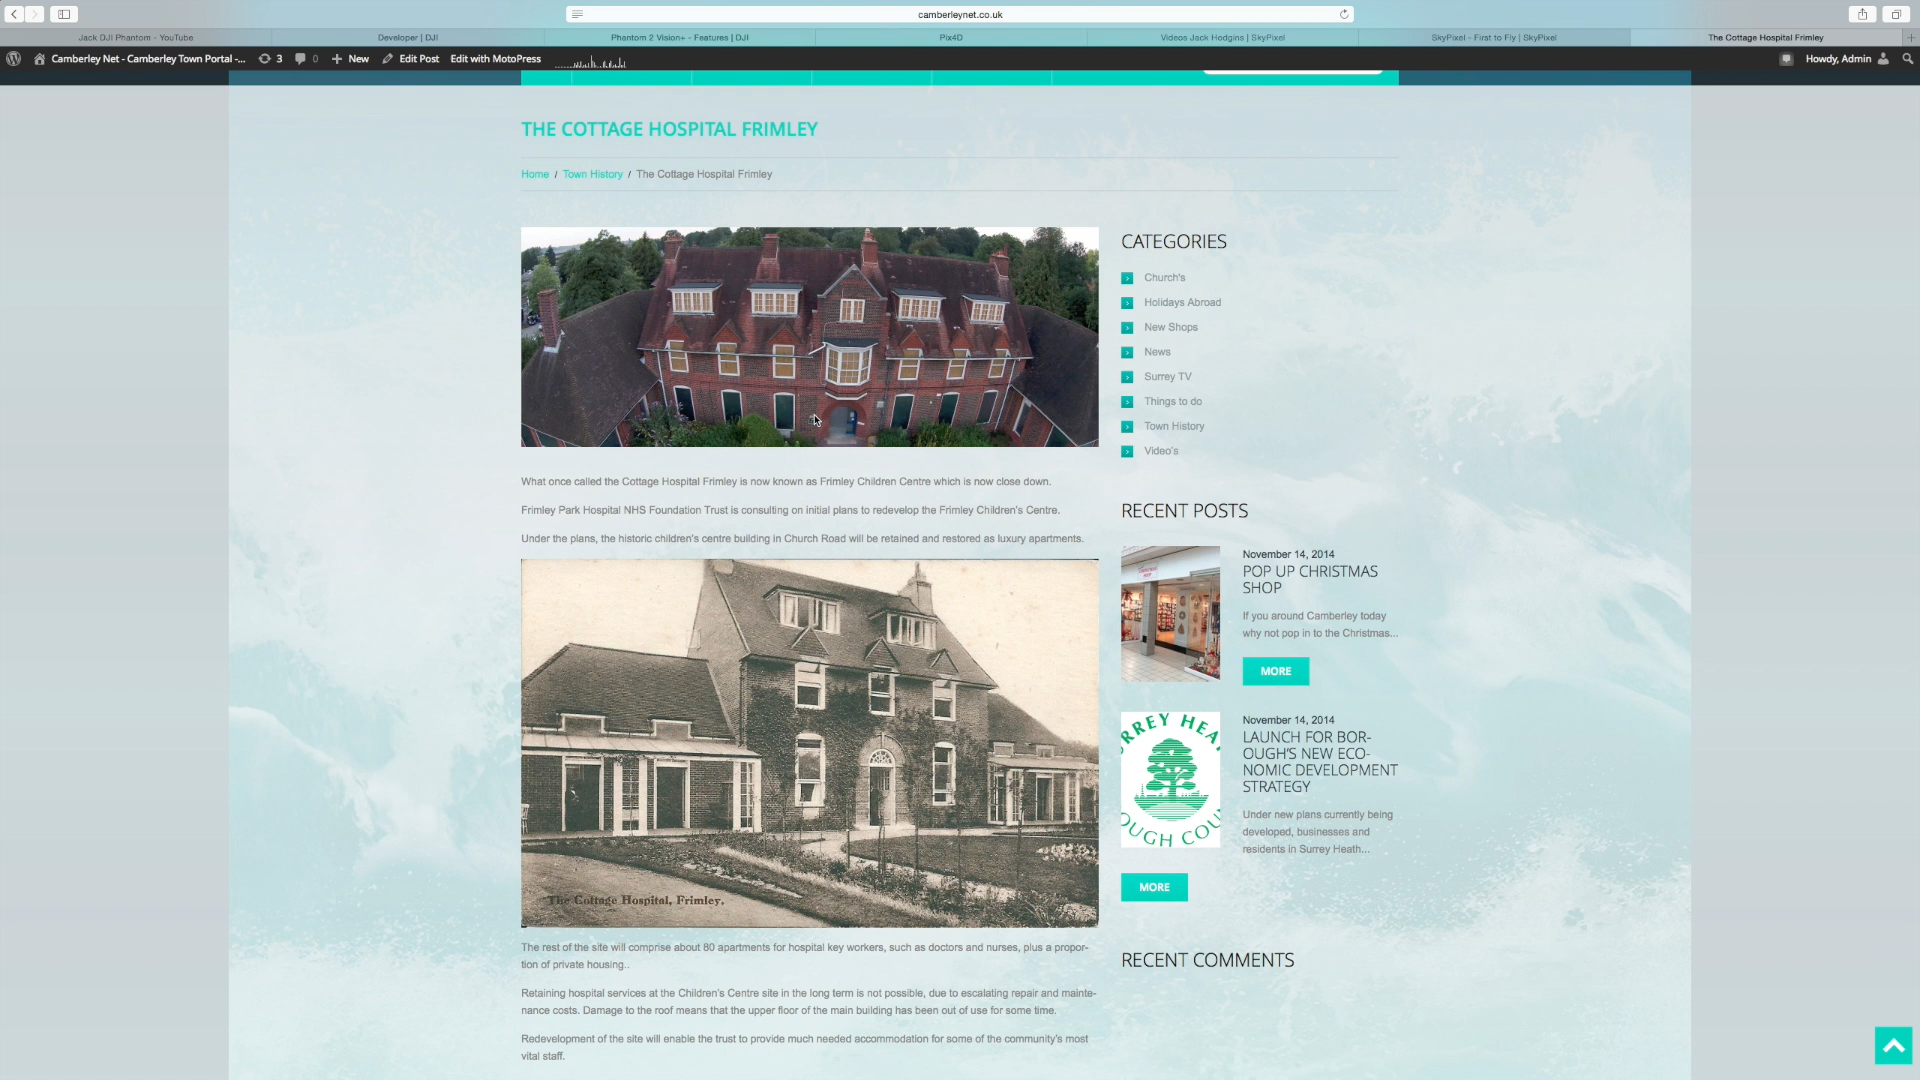 camberleynet.co.uk
Jack DJI Phantom - YouTube
Developer | DJI
Phantom 2 Vision+ - Features | DJI
Pix4D
Videos Jack Hodgins | SkyPixel
SkyPixel - First to Fly | SkyPixel
The Cottage Hospital Frimley
Camberley Net - Camberley Town Portal -...
3
0
New
Edit Post
Edit with MotoPress
Howdy, Admin
THE COTTAGE HOSPITAL FRIMLEY
Home / Town History / The Cottage Hospital Frimley
What once called the Cottage Hospital Frimley is now known as Frimley Children Centre which is now close down.
Frimley Park Hospital NHS Foundation Trust is consulting on initial plans to redevelop the Frimley Children's Centre.
Under the plans, the historic children's centre building in Church Road will be retained and restored as luxury apartments.
The Cottage Hospital, Frimley.
The rest of the site will comprise about 80 apartments for hospital key workers, such as doctors and nurses, plus a propor-
tion of private housing..
Retaining hospital services at the Children's Centre site in the long term is not possible, due to escalating repair and mainte-
nance costs. Damage to the roof means that the upper floor of the main building has been out of use for some time.
Redevelopment of the site will enable the trust to provide much needed accommodation for some of the community's most
vital staff.
CATEGORIES
Church's
Holidays Abroad
New Shops
News
Surrey TV
Things to do
Town History
Video's
RECENT POSTS
November 14, 2014
POP UP CHRISTMAS
SHOP
If you around Camberley today
why not pop in to the Christmas...
MORE
RREY HEA
OUGH COU
November 14, 2014
LAUNCH FOR BOR-
OUGH'S NEW ECO-
NOMIC DEVELOPMENT
STRATEGY
Under new plans currently being
developed, businesses and
residents in Surrey Heath...
MORE
RECENT COMMENTS